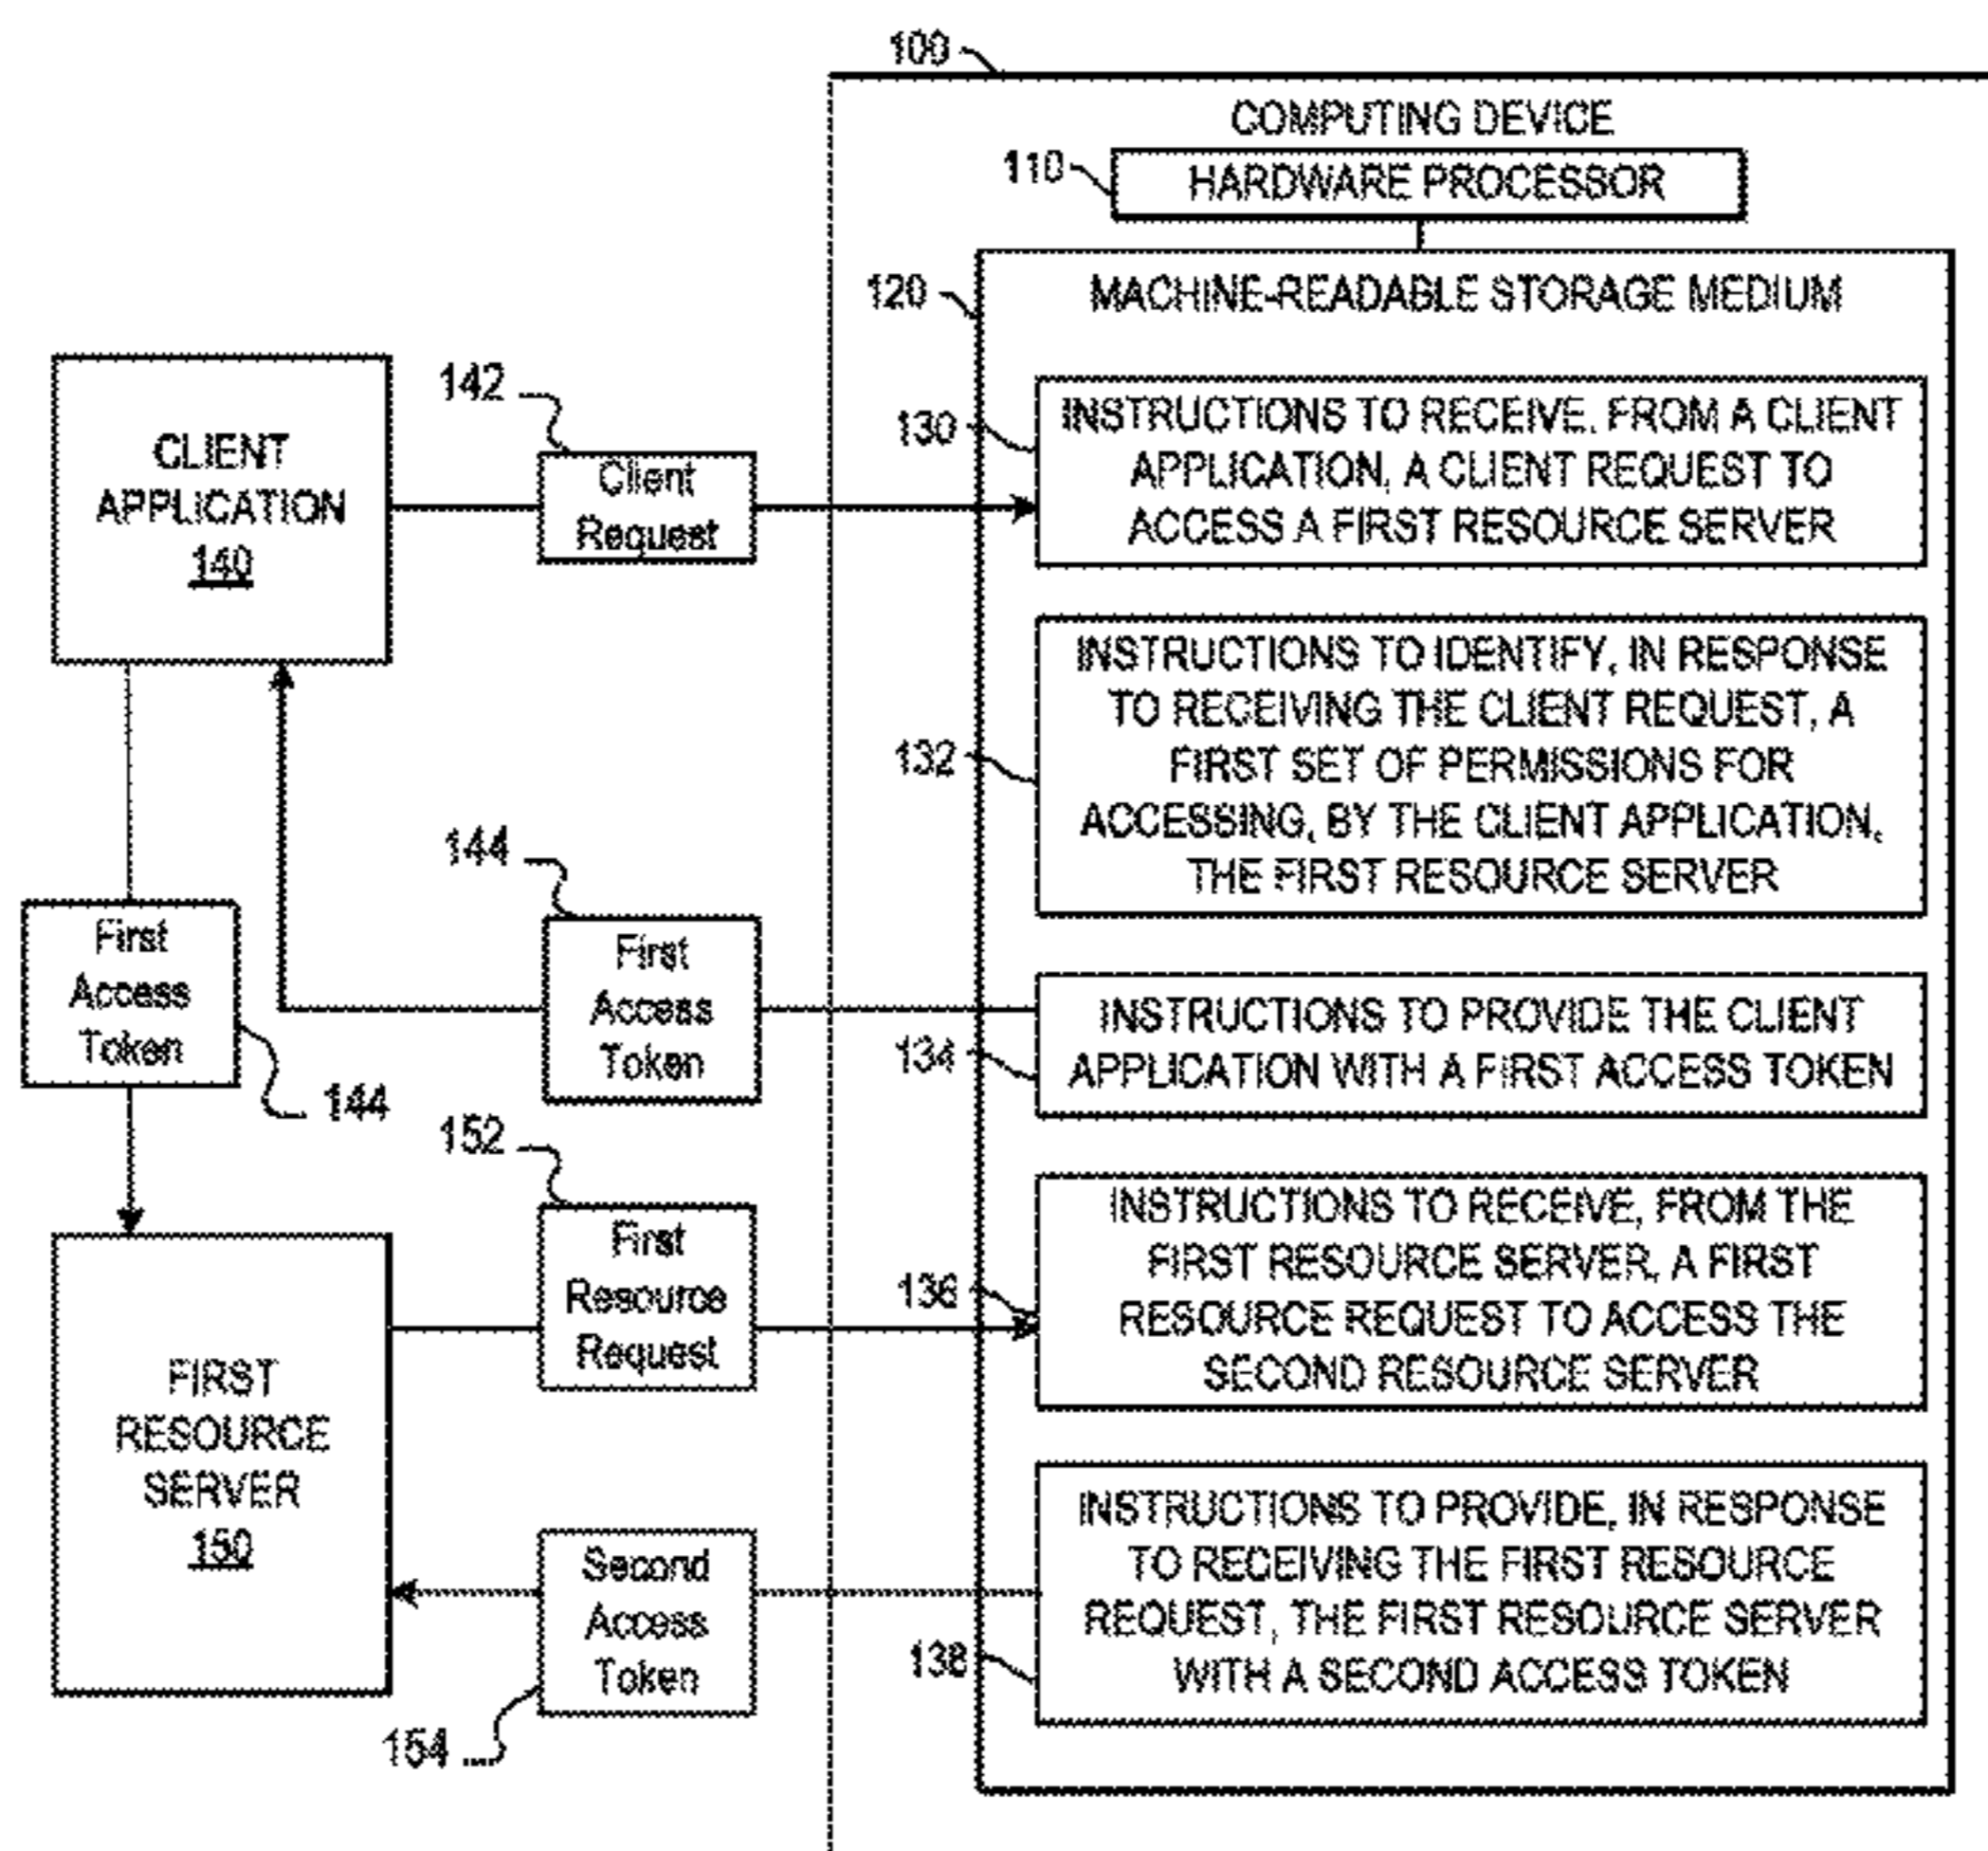 100
COMPUTING DEVICE
110
HARDWARE PROCESSOR
120
MACHINE-READABLE STORAGE MEDIUM
CLIENT
APPLICATION
140
142
Client
Request
130
INSTRUCTIONS TO RECEIVE, FROM A CLIENT
APPLICATION, A CLIENT REQUEST TO
ACCESS A FIRST RESOURCE SERVER
132
INSTRUCTIONS TO IDENTIFY, IN RESPONSE
TO RECEIVING THE CLIENT REQUEST, A
FIRST SET OF PERMISSIONS FOR
ACCESSING, BY THE CLIENT APPLICATION,
THE FIRST RESOURCE SERVER
First
Access
Token
144
144
First
Access
Token
134
INSTRUCTIONS TO PROVIDE THE CLIENT
APPLICATION WITH A FIRST ACCESS TOKEN
152
First
Resource
Request
136
INSTRUCTIONS TO RECEIVE, FROM THE
FIRST RESOURCE SERVER, A FIRST
RESOURCE REQUEST TO ACCESS THE
SECOND RESOURCE SERVER
FIRST
RESOURCE
SERVER
150
Second
Access
Token
154
138
INSTRUCTIONS TO PROVIDE, IN RESPONSE
TO RECEIVING THE FIRST RESOURCE
REQUEST, THE FIRST RESOURCE SERVER
WITH A SECOND ACCESS TOKEN